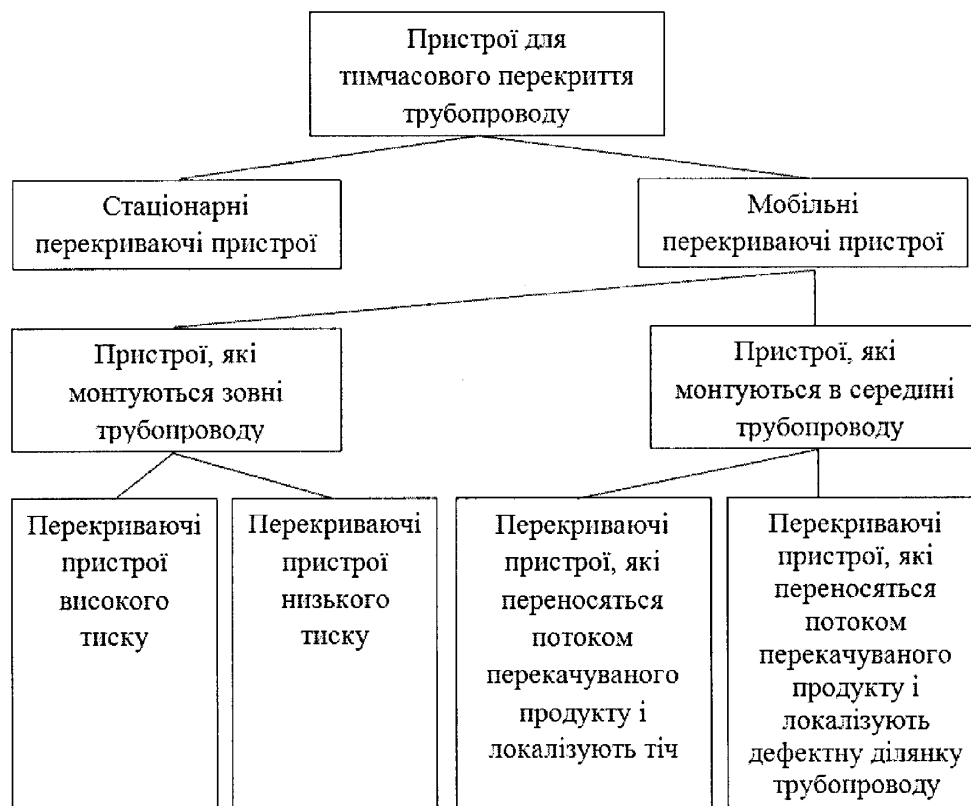 Пристрої для
тимчасового перекриття
трубопроводу
Стаціонарні
перекриваючі пристрої
Мобільні
перекриваючі пристрої
Пристрої, які
монтуються зовні
трубопроводу
Пристрої, які
монтуються в середині
трубопроводу
Перекриваючі
пристрої
високого
тиску
Перекриваючі
пристрої
низького
тиску
Перекриваючі
пристрої, які
переносяться
потоком
перекачуваного
продукту і
локалізують тіч
Перекриваючі
пристрої, які
переносяться
потоком
перекачуваного
продукту і
локалізують
дефектну ділянку
трубопроводу